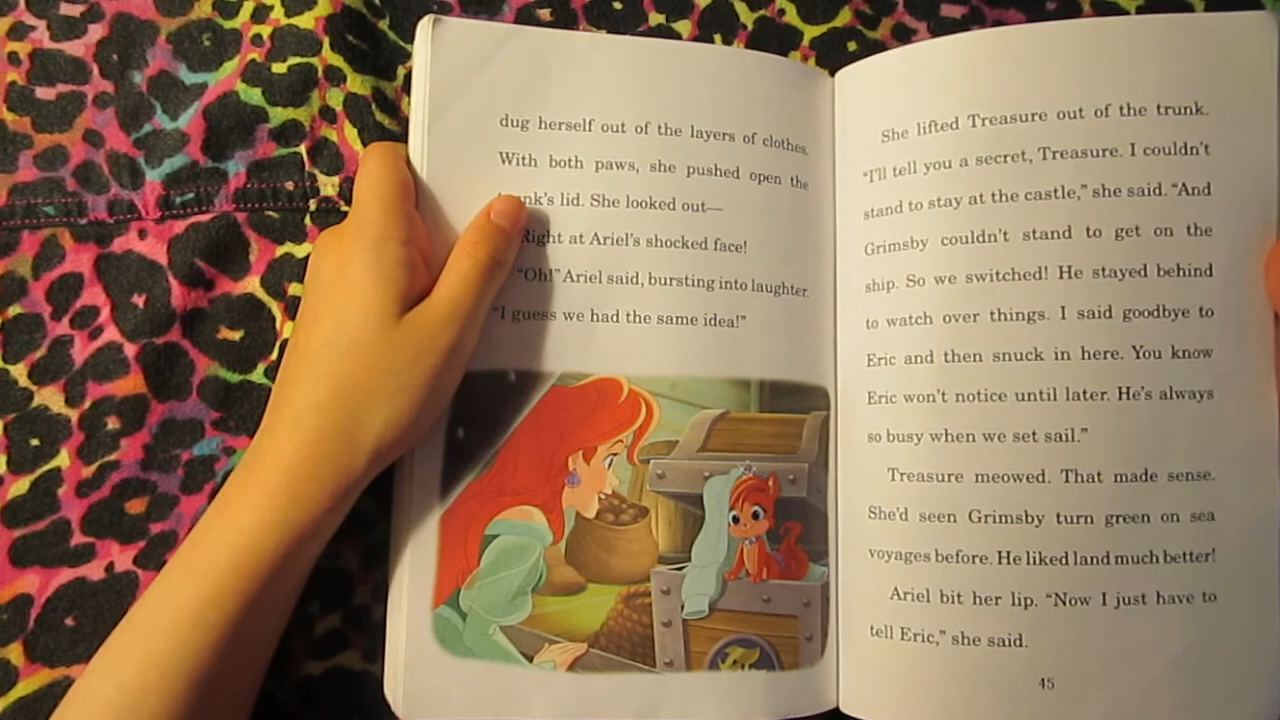 dug herself out of the layers of clothes.
With both paws, she pushed open the
trunk's lid. She looked out—
Right at Ariel's shocked face!
"Oh!" Ariel said, bursting into laughter.
"I guess we had the same idea!"
She lifted Treasure out of the trunk.
"I'll tell you a secret, Treasure. I couldn't
stand to stay at the castle," she said. "And
Grimsby couldn't stand to get on the
ship. So we switched! He stayed behind
to watch over things. I said goodbye to
Eric and then snuck in here. You know
Eric won't notice until later. He's always
so busy when we set sail."
Treasure meowed. That made sense.
She'd seen Grimsby turn green on sea
voyages before. He liked land much better!
Ariel bit her lip. "Now I just have to
tell Eric," she said.
45